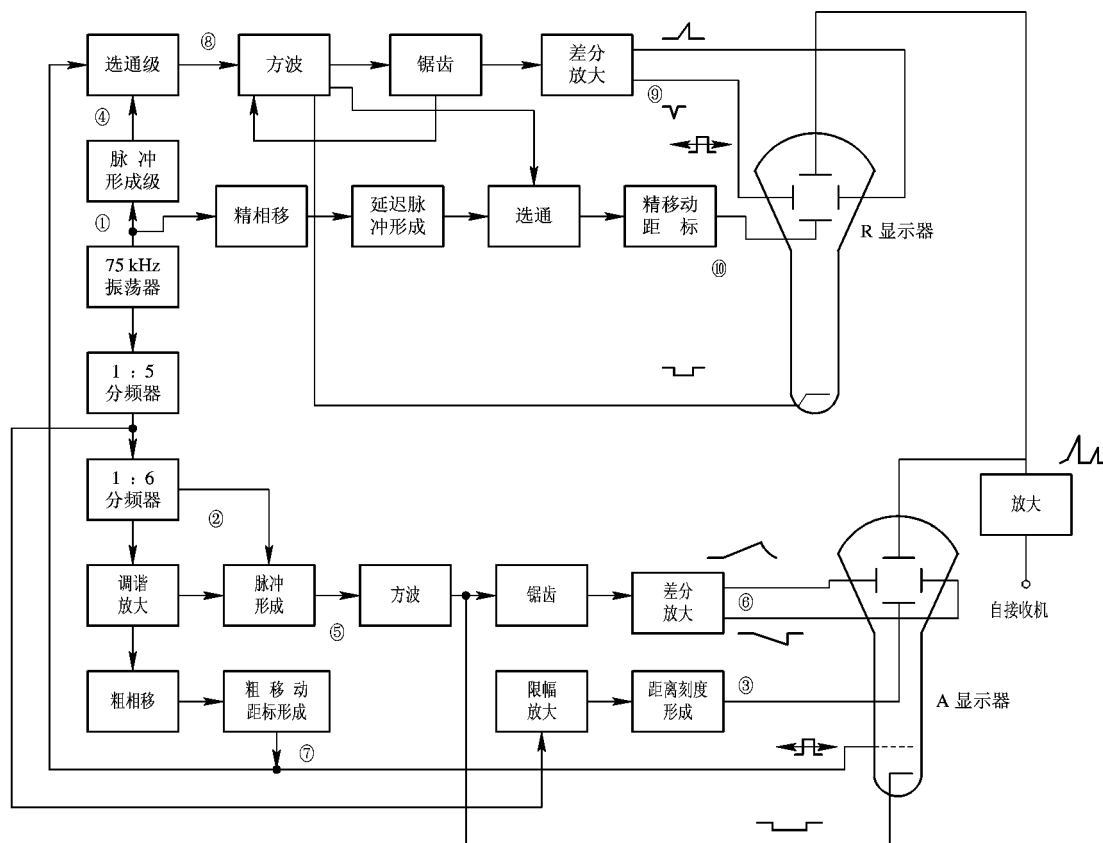 ⑧
选通级
方波
锯齿
差分
放大
⑨
④
脉 冲
形成级
①
精相移
延迟脉
冲形成
选通
精移动
距 标
R 显示器
⑩
75 kHz
振荡器
1 : 5
分频器
1 : 6
分频器
②
放大
调谐
放大
脉冲
形成
⑤
方波
锯齿
差分
放大
⑥
自接收机
粗相移
粗 移 动
距标形成
⑦
限幅
放大
距离刻度
形成
③
A 显示器